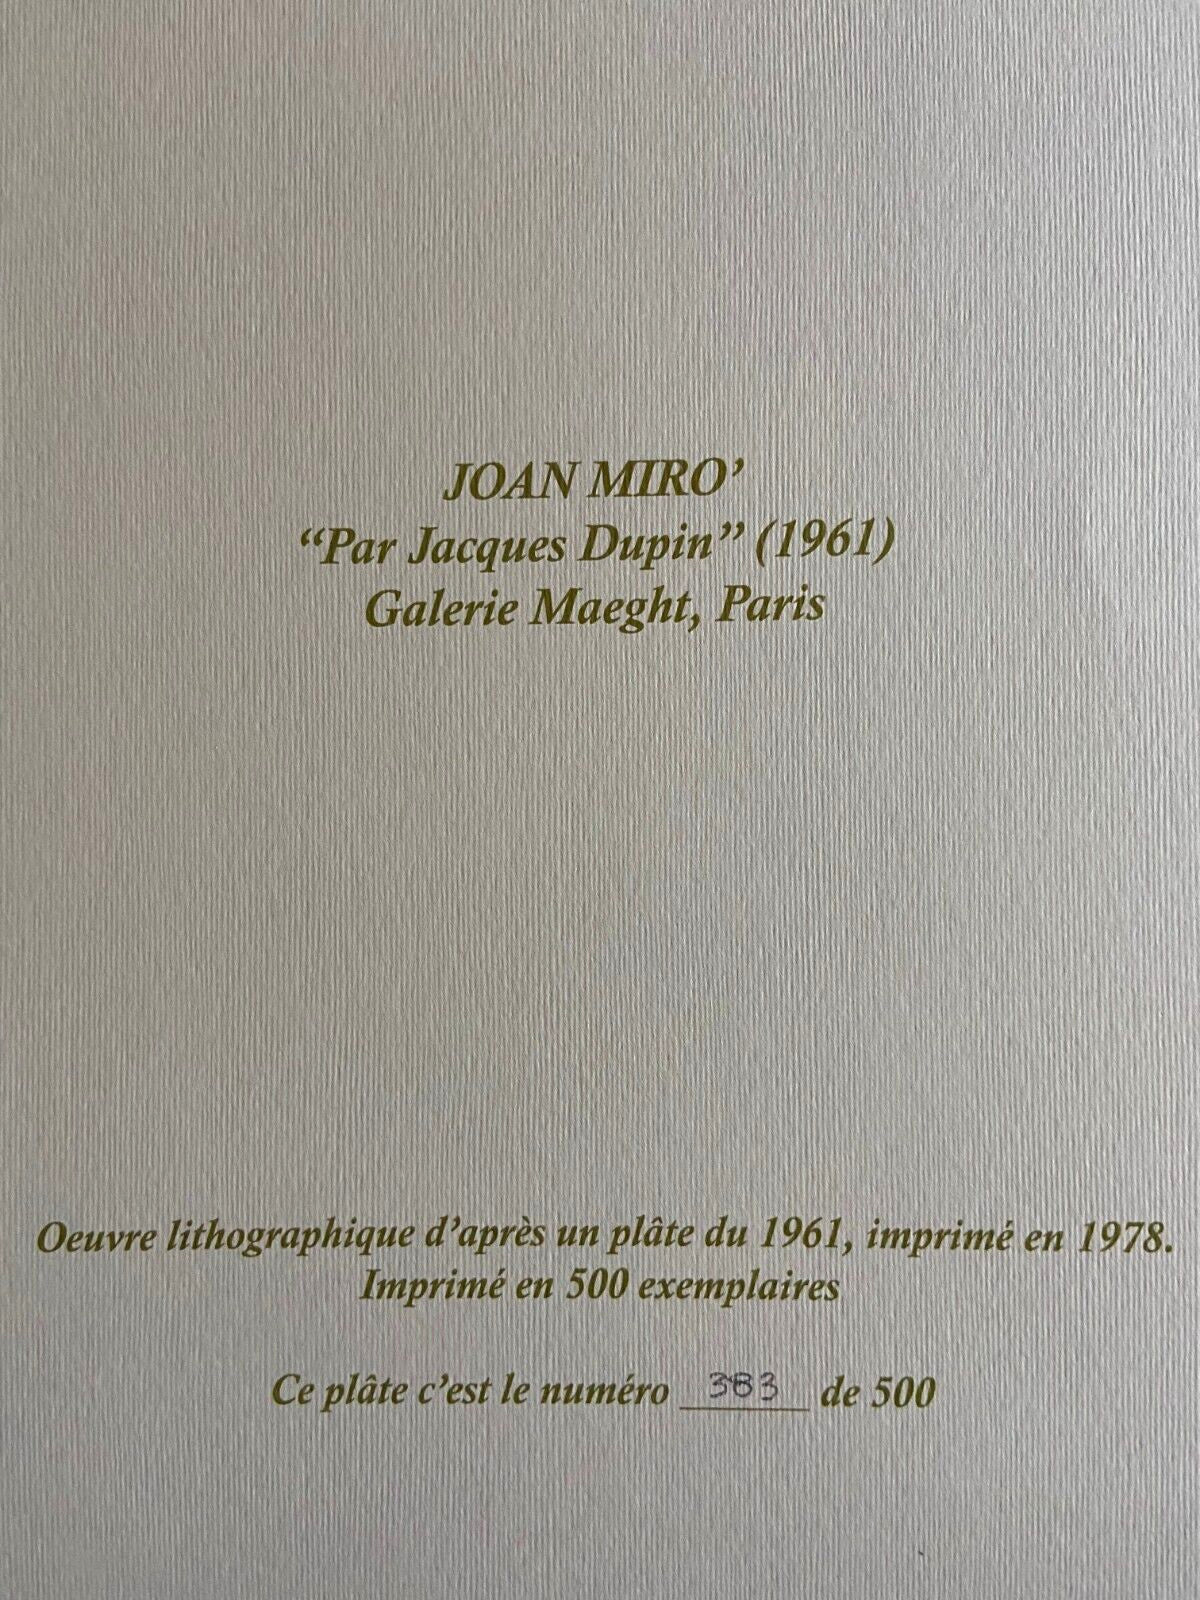 JOAN MIRO’
“Par Jacques Dupin” (1961)
Galerie Maeght, Paris
Oeuvre lithographique d’après un plâte du 1961, imprimé en 1978.
Imprimé en 500 exemplaires
Ce plâte c’est le numéro 383 de 500